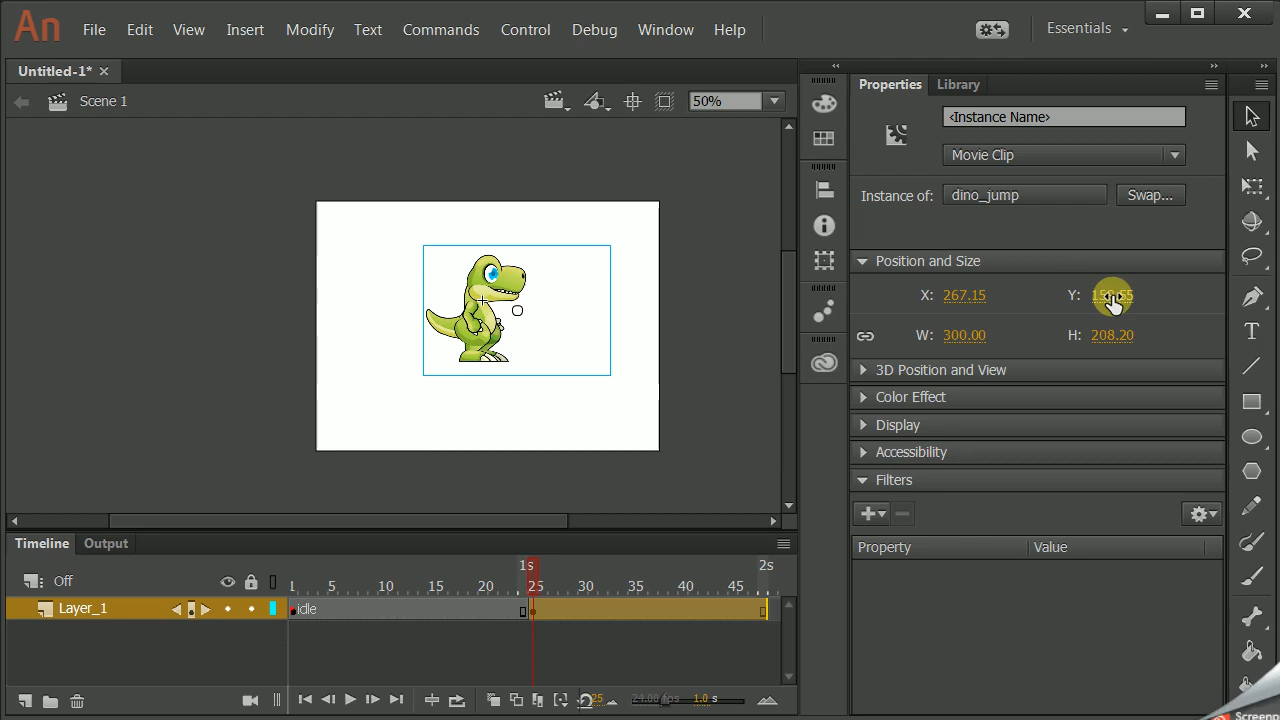 An File Edit View Insert Modify Text Commands Control Debug Window Help Essentials
Untitled-1*
Properties Library
Scene 1
50%
<Instance Name>
Movie Clip
Instance of: dino_jump Swap...
Position and Size
X: 267.15 Y:
W: 300.00 H: 208.20
3D Position and View
Color Effect
Display
Accessibility
Filters
Property Value
Timeline Output
1s 2s
Off 1 5 10 15 20 25 30 35 40 45
Layer_1 idle
25 24.00 fps 1.0 s